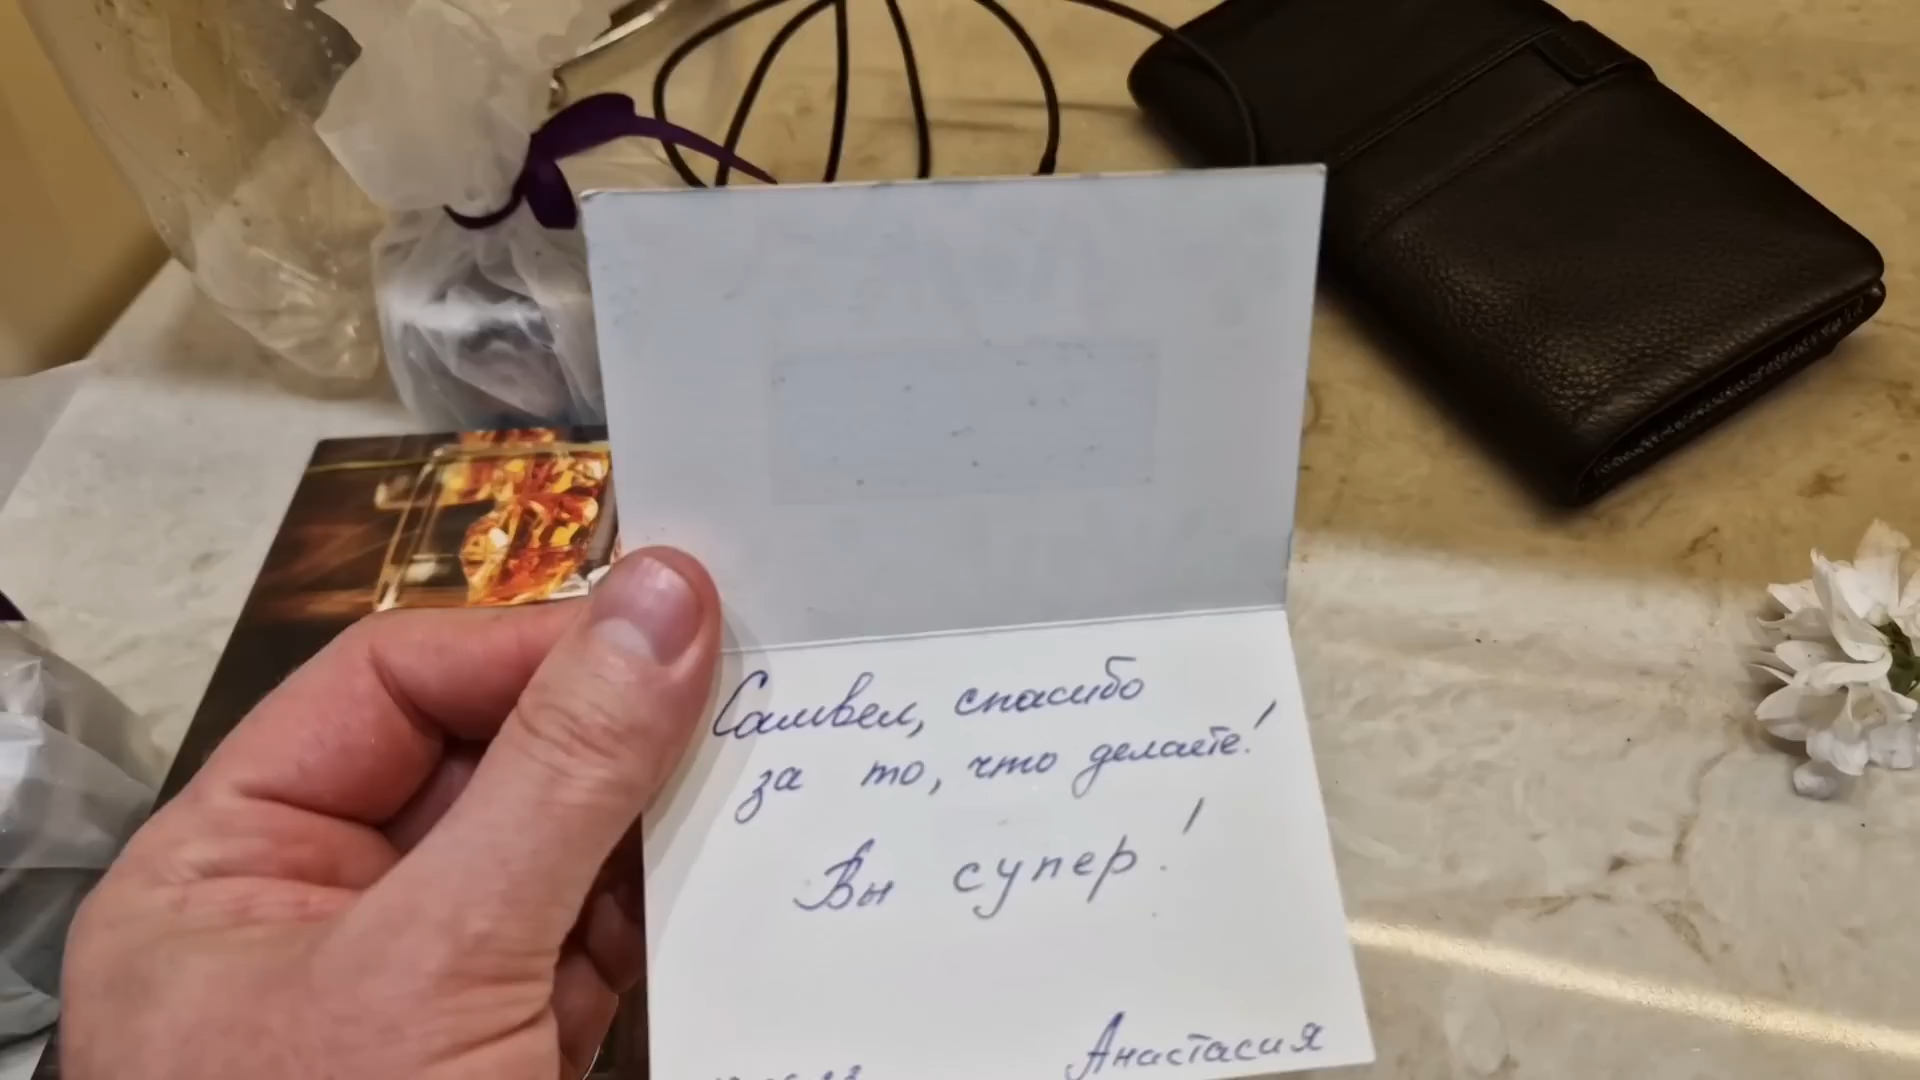 Самвел, спасибо
за то, что делаете!
Вы супер!
Анастасия